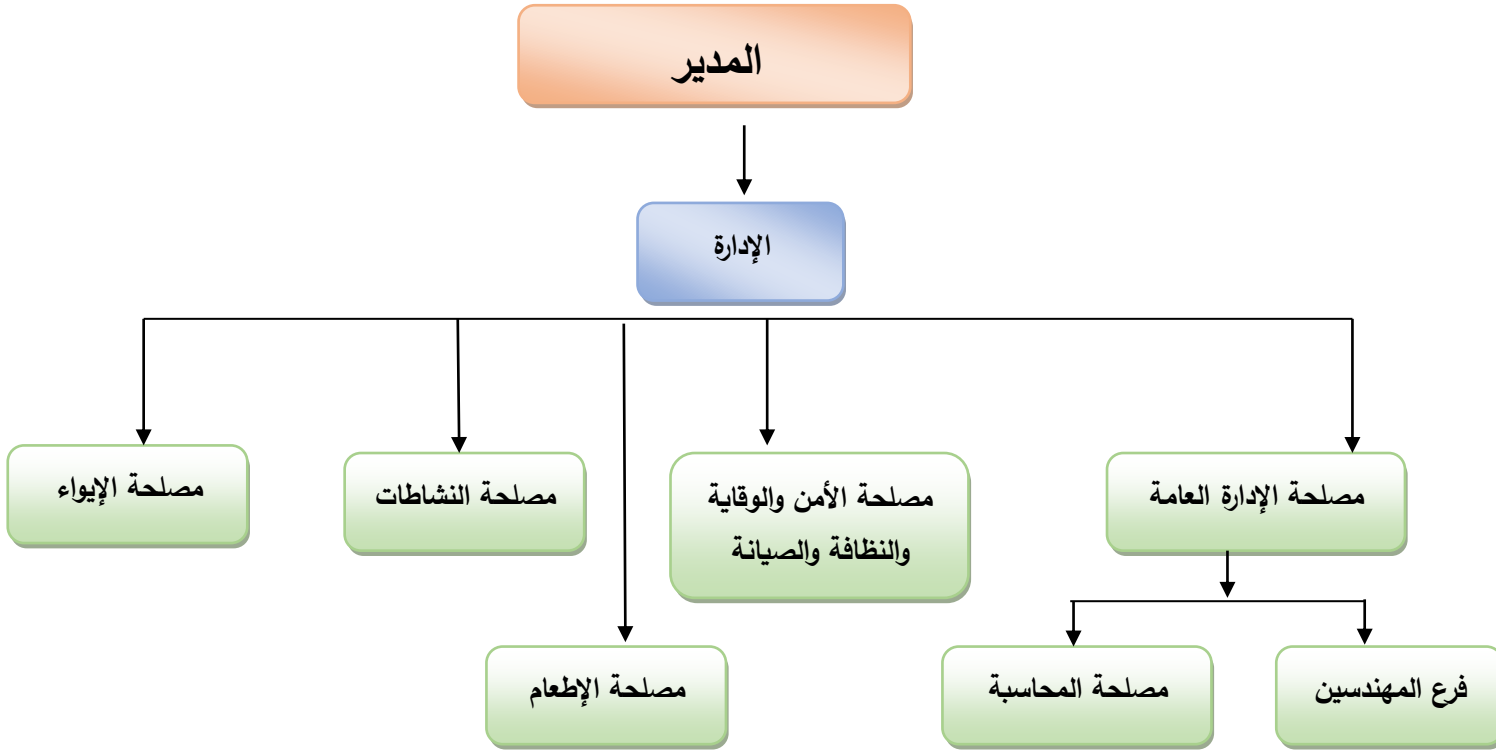 المدير
الإدارة
مصلحة الإدارة العامة
مصلحة الأمن والوقاية
والنظافة والصيانة
مصلحة النشاطات
مصلحة الإيواء
فرع المهندسين
مصلحة المحاسبة
مصلحة الإطعام